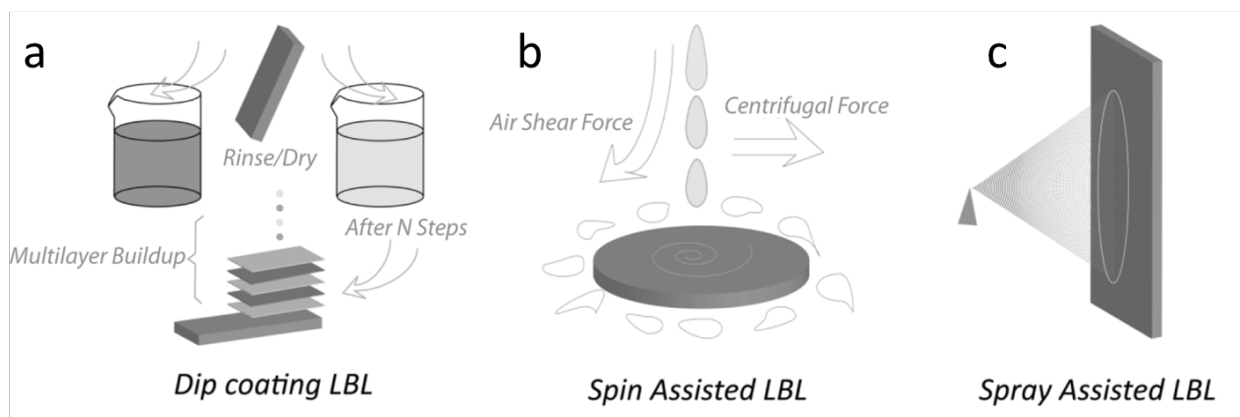 a
Rinse/Dry
Multilayer Buildup
After N Steps
Dip coating LBL
b
Air Shear Force
Centrifugal Force
Spin Assisted LBL
c
Spray Assisted LBL